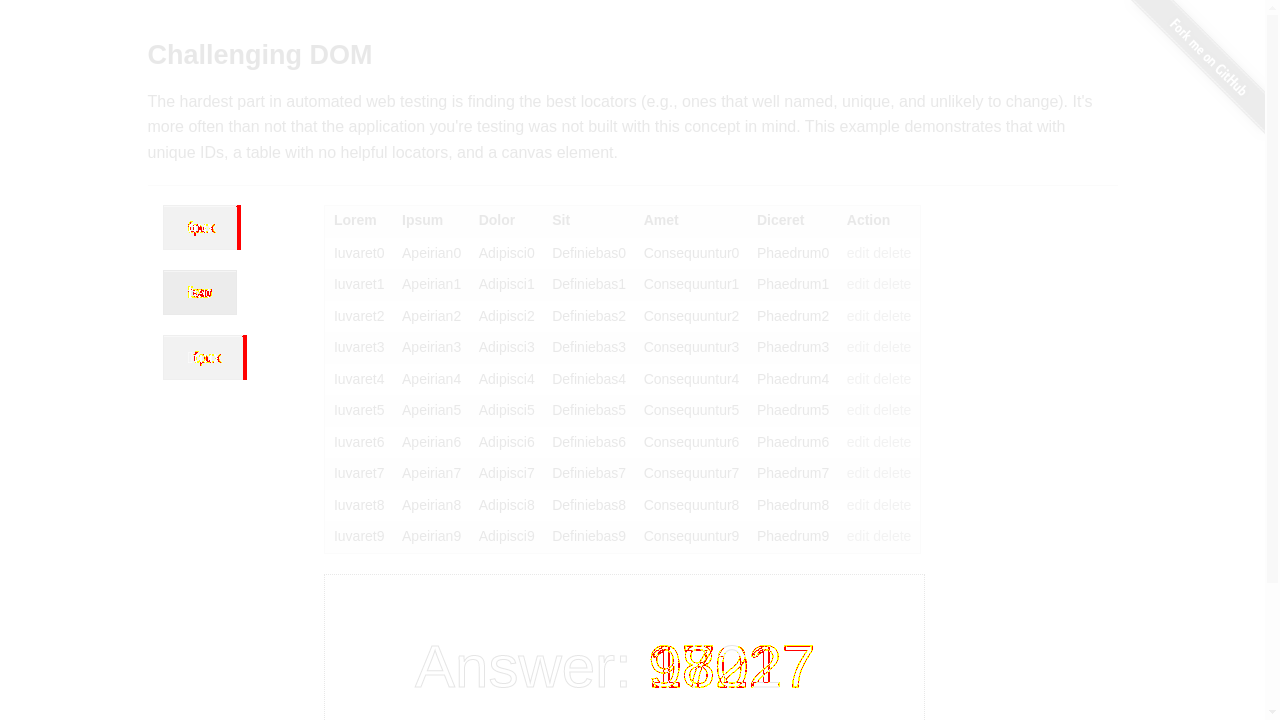 Fork me on GitHub
Challenging DOM
The hardest part in automated web testing is finding the best locators (e.g., ones that well named, unique, and unlikely to change). It's
more often than not that the application you're testing was not built with this concept in mind. This example demonstrates that with
unique IDs, a table with no helpful locators, and a canvas element.
Lorem Ipsum Dolor Sit Amet Diceret Action
Iuvaret0 Apeirian0 Adipisci0 Definiebas0 Consequuntur0 Phaedrum0 edit delete
Iuvaret1 Apeirian1 Adipisci1 Definiebas1 Consequuntur1 Phaedrum1 edit delete
Iuvaret2 Apeirian2 Adipisci2 Definiebas2 Consequuntur2 Phaedrum2 edit delete
Iuvaret3 Apeirian3 Adipisci3 Definiebas3 Consequuntur3 Phaedrum3 edit delete
Iuvaret4 Apeirian4 Adipisci4 Definiebas4 Consequuntur4 Phaedrum4 edit delete
Iuvaret5 Apeirian5 Adipisci5 Definiebas5 Consequuntur5 Phaedrum5 edit delete
Iuvaret6 Apeirian6 Adipisci6 Definiebas6 Consequuntur6 Phaedrum6 edit delete
Iuvaret7 Apeirian7 Adipisci7 Definiebas7 Consequuntur7 Phaedrum7 edit delete
Iuvaret8 Apeirian8 Adipisci8 Definiebas8 Consequuntur8 Phaedrum8 edit delete
Iuvaret9 Apeirian9 Adipisci9 Definiebas9 Consequuntur9 Phaedrum9 edit delete
Answer: